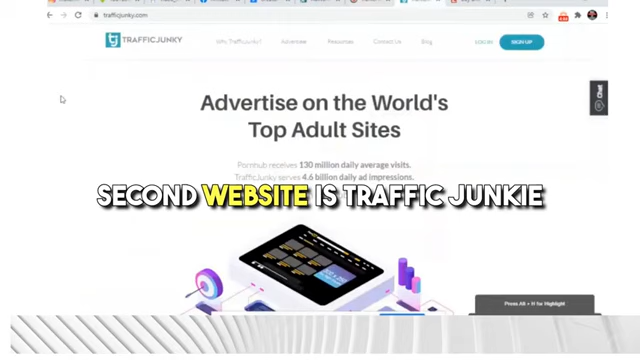 trafficjunky.com
TRAFFICJUNKY
Advertise
Resources
Contact Us
Blog
LOGIN
SIGN UP
Chat
Advertise on the World's
Top Adult Sites
Pornhub receives 130 million daily average visits.
TrafficJunky serves 4.6 billion daily ad impressions.
SECOND WEBSITE IS TRAFFIC JUNKIE
Press Alt + H for Highlight